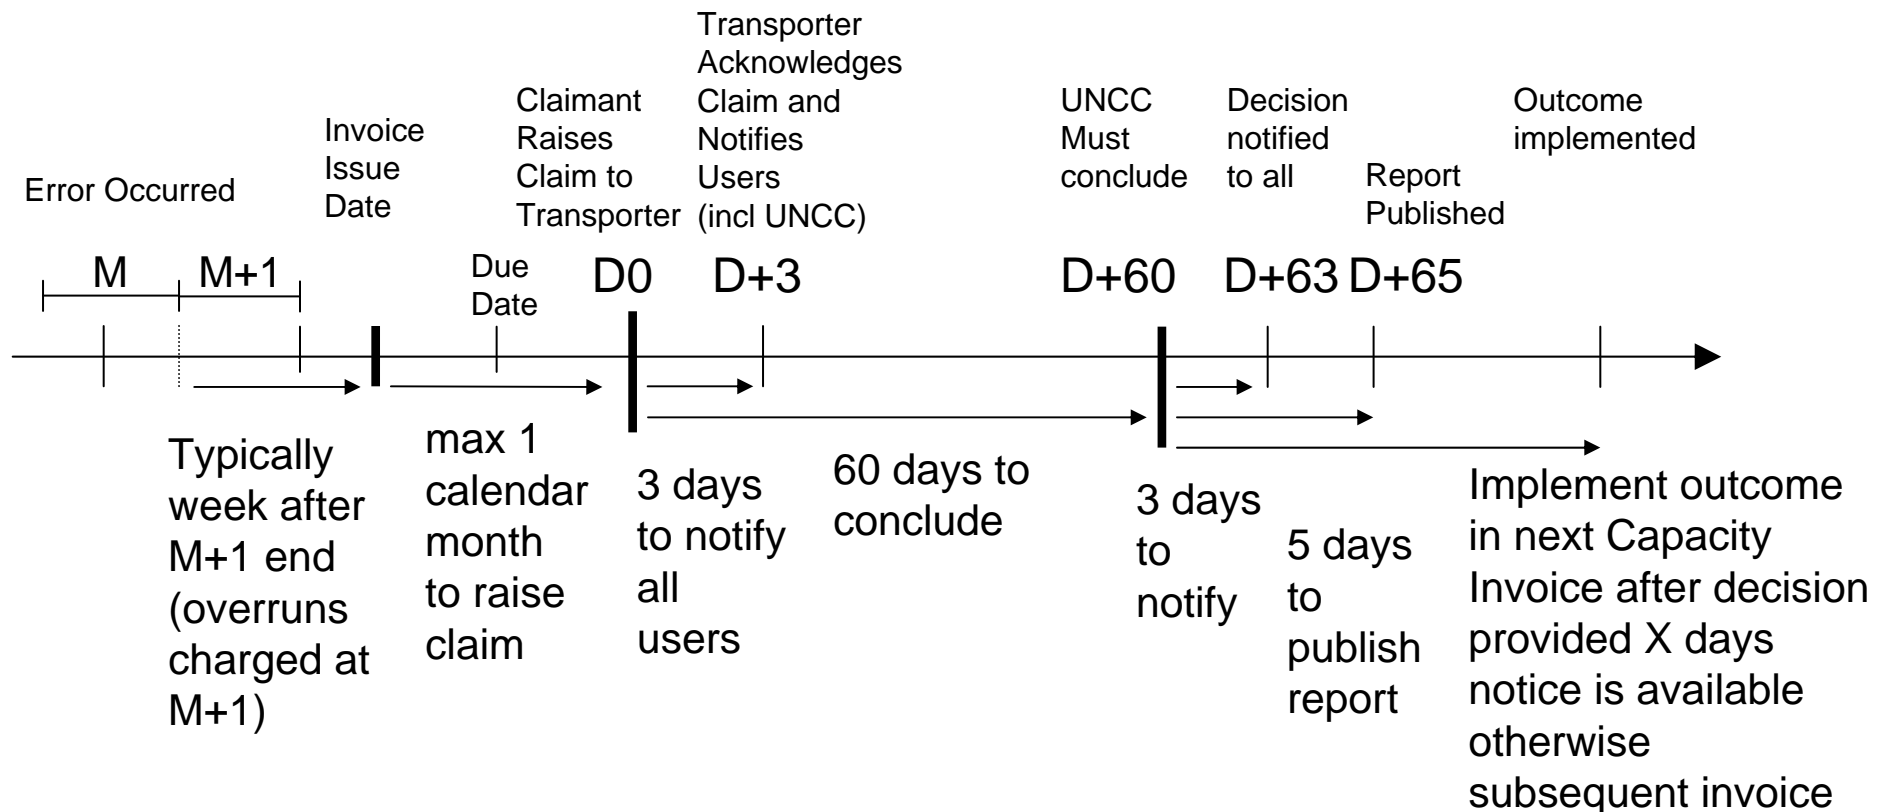 Error Occurred
Invoice
Issue
Date
Claimant
Raises
Claim to
Transporter
Transporter
Acknowledges
Claim and
Notifies
Users
(incl UNCC)
UNCC
Must
conclude
Decision
notified
to all
Report
Published
Outcome
implemented
M
M+1
Due
Date
D0
D+3
D+60
D+63
D+65
Typically
week after
M+1 end
(overruns
charged at
M+1)
max 1
calendar
month
to raise
claim
3 days
to notify
all
users
60 days to
conclude
3 days
to
notify
5 days
to
publish
report
Implement outcome
in next Capacity
Invoice after decision
provided X days
notice is available
otherwise
subsequent invoice